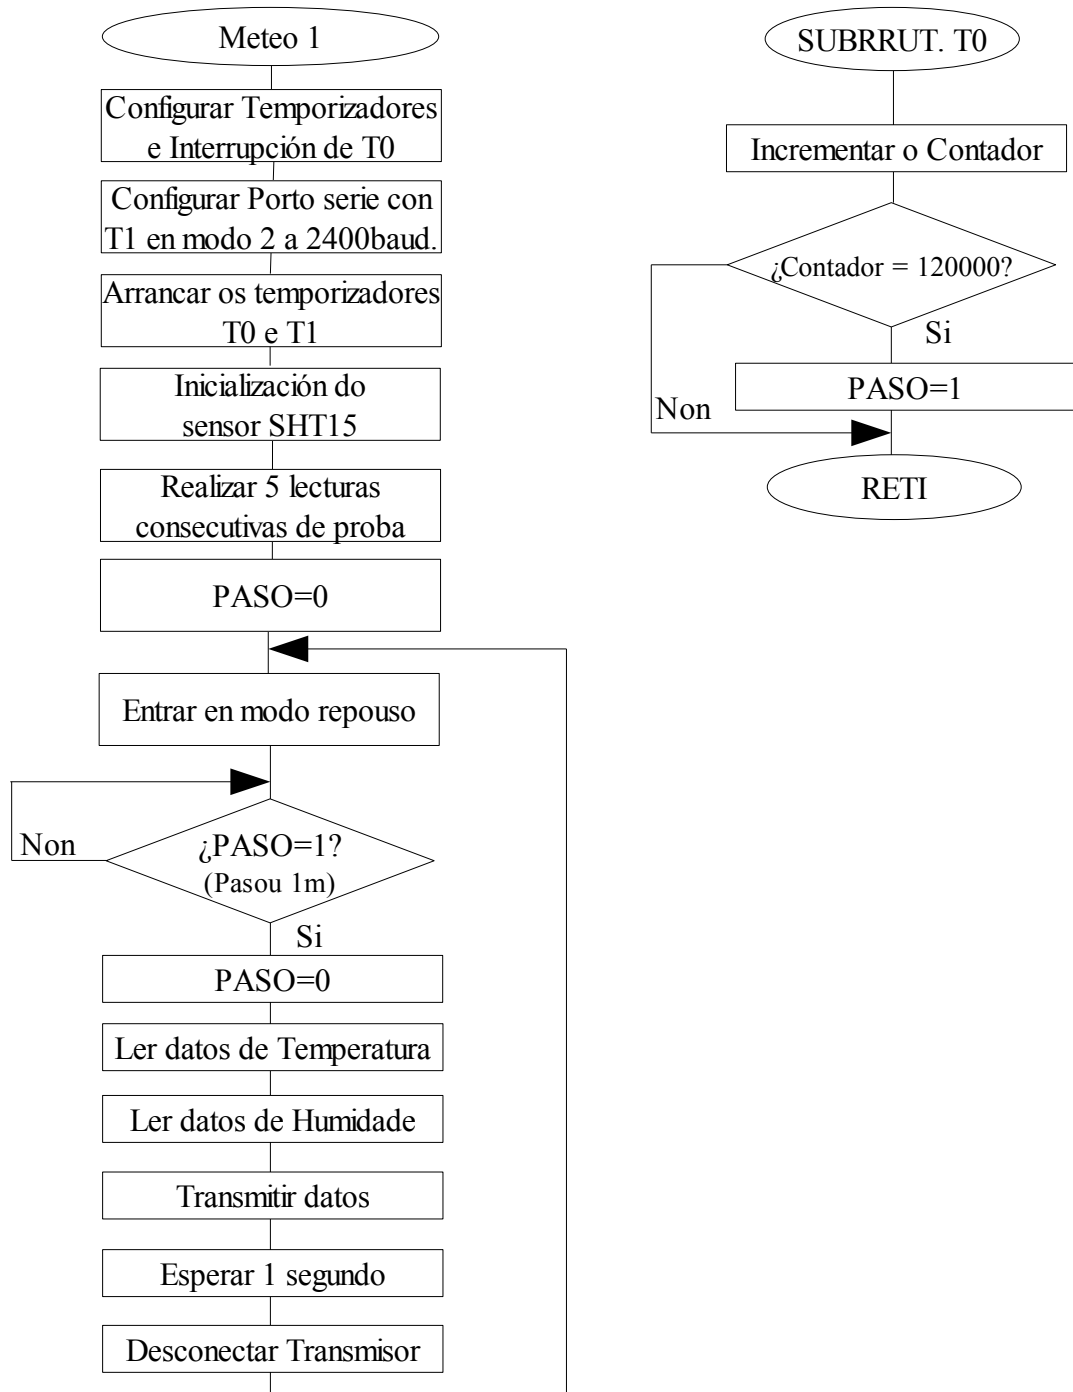 Meteo 1
Configurar Temporizadores
e Interrupción de T0
Configurar Porto serie con
T1 en modo 2 a 2400baud.
Arrancar os temporizadores
T0 e T1
Inicialización do
sensor SHT15
Realizar 5 lecturas
consecutivas de proba
PASO=0
Entrar en modo repouso
Non
¿PASO=1?
(Pasou 1m)
Si
PASO=0
Ler datos de Temperatura
Ler datos de Humidade
Transmitir datos
Esperar 1 segundo
Desconectar Transmisor
SUBRRUT. T0
Incrementar o Contador
¿Contador = 120000?
Si
PASO=1
Non
RETI